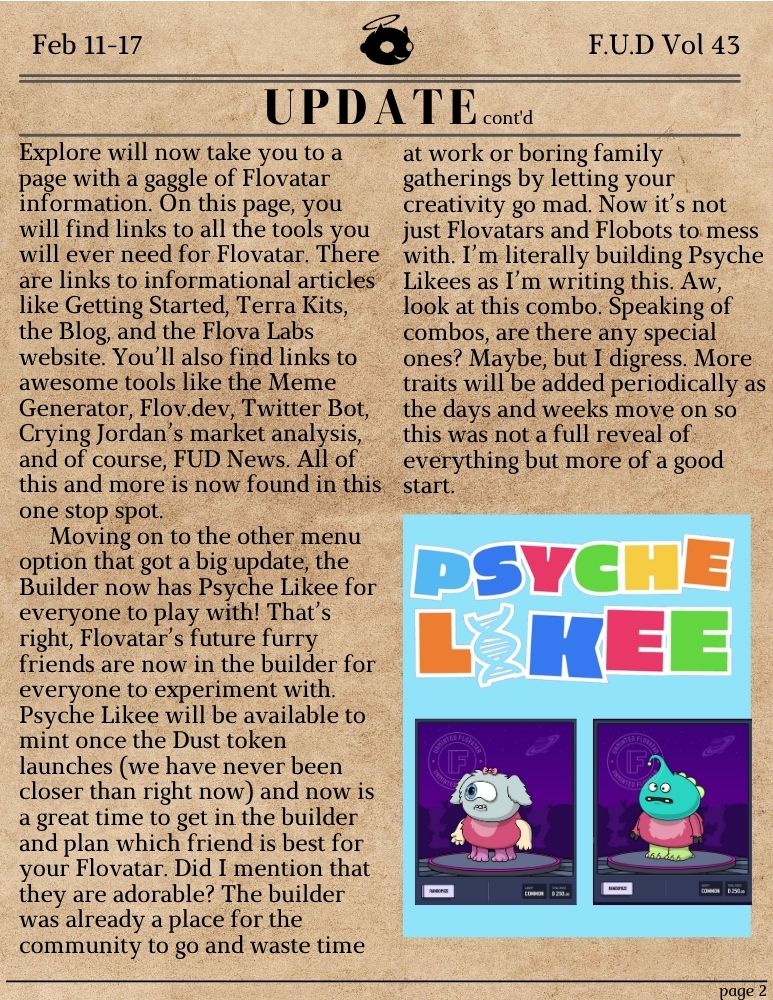 Feb 11-17
F.U.D Vol 43
UPDATE cont'd
Explore will now take you to a
page with a gaggle of Flovatar
information. On this page, you
will find links to all the tools you
will ever need for Flovatar. There
are links to informational articles
like Getting Started, Terra Kits,
the Blog, and the Flova Labs
website. You'll also find links to
awesome tools like the Meme
Generator, Flov.dev, Twitter Bot,
Crying Jordan's market analysis,
and of course, FUD News. All of
this and more is now found in this
one stop spot.
Moving on to the other menu
option that got a big update, the
Builder now has Psyche Likee for
everyone to play with! That's
right, Flovatar's future furry
friends are now in the builder for
everyone to experiment with.
Psyche Likee will be available to
mint once the Dust token
launches (we have never been
closer than right now) and now is
a great time to get in the builder
and plan which friend is best for
your Flovatar. Did I mention that
they are adorable? The builder
was already a place for the
community to go and waste time
at work or boring family
gatherings by letting your
creativity go mad. Now it's not
just Flovatars and Flobots to mess
with. I'm literally building Psyche
Likees as I'm writing this. Aw,
look at this combo. Speaking of
combos, are there any special
ones? Maybe, but I digress. More
traits will be added periodically as
the days and weeks move on so
this was not a full reveal of
everything but more of a good
start.
PSYCHE
LIKEE
UNMINTED FLOVATAR
F
UNMINTED FLOVATAR
F
RANDOMIZE
COMMON
250.00
RANDOMIZE
COMMON
250.00
page 2